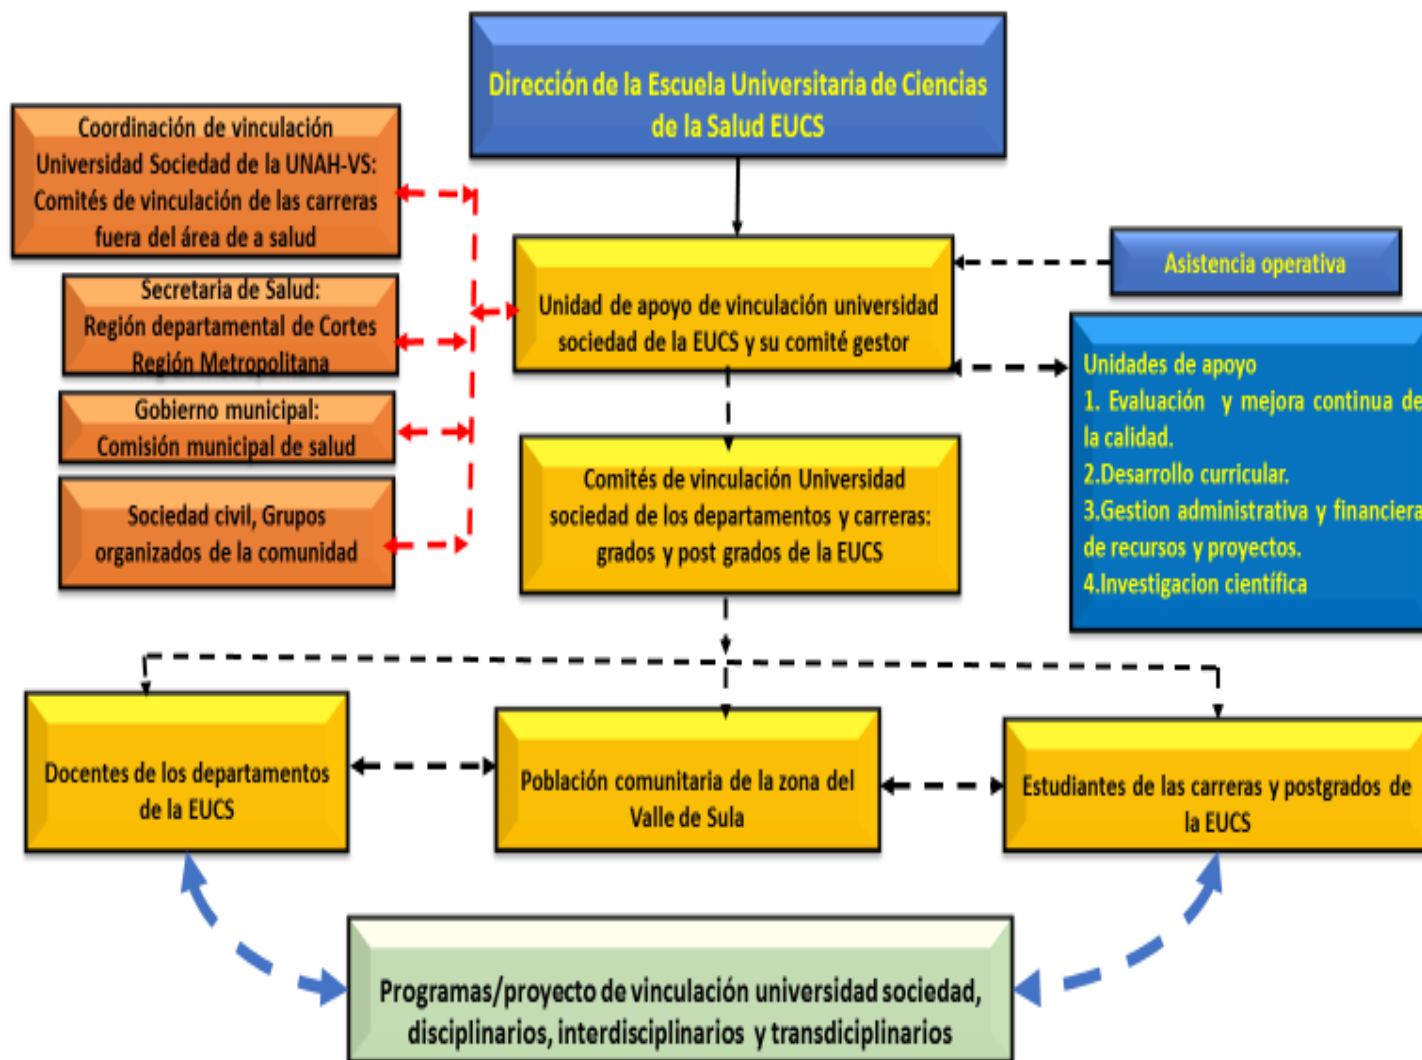 Dirección de la Escuela Universitaria de Ciencias
de la Salud EUCS
Coordinación de vinculación
Universidad Sociedad de la UNAH-VS:
Comités de vinculación de las carreras
fuera del área de a salud
Secretaria de Salud:
Región departamental de Cortes
Región Metropolitana
Gobierno municipal:
Comisión municipal de salud
Sociedad civil, Grupos
organizados de la comunidad
Unidad de apoyo de vinculación universidad
sociedad de la EUCS y su comité gestor
Asistencia operativa
Unidades de apoyo
1. Evaluación y mejora continua de
la calidad.
2.Desarrollo curricular.
3.Gestion administrativa y financiera
de recursos y proyectos.
4.Investigacion científica
Comités de vinculación Universidad
sociedad de los departamentos y carreras:
grados y post grados de la EUCS
Docentes de los departamentos
de la EUCS
Población comunitaria de la zona del
Valle de Sula
Estudiantes de las carreras y postgrados de
la EUCS
Programas/proyecto de vinculación universidad sociedad,
disciplinarios, interdisciplinarios y transdiciplinarios